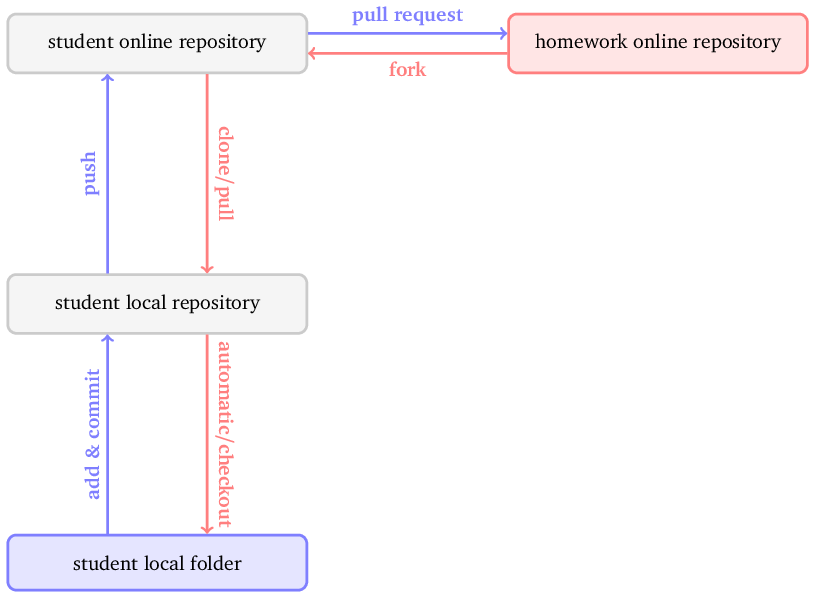 pull request
student online repository
homework online repository
fork
push
clone/pull
student local repository
add & commit
automatic/checkout
student local folder